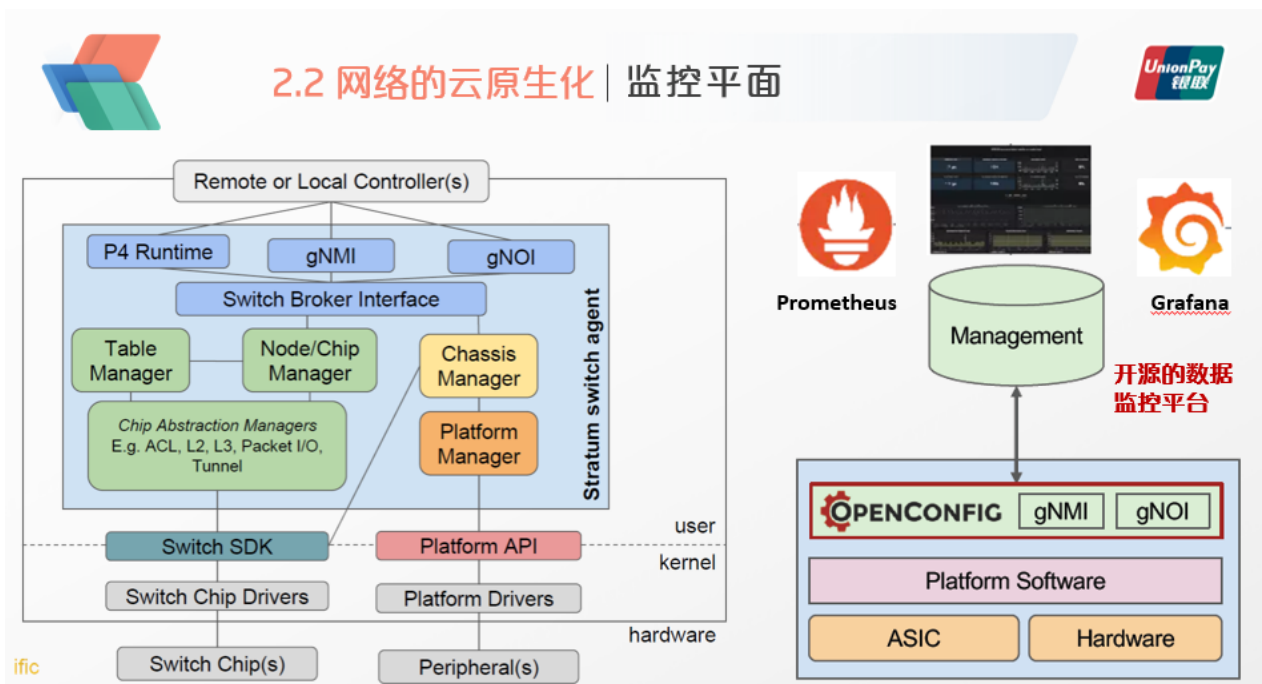 2.2 网络的云原生化 | 监控平面
UnionPay
银联
Remote or Local Controller(s)
P4 Runtime
gNMI
gNOI
Switch Broker Interface
Table
Manager
Node/Chip
Manager
Chassis
Manager
Chip Abstraction Managers
E.g. ACL, L2, L3, Packet I/O,
Tunnel
Platform
Manager
Stratum switch agent
user
Switch SDK
Platform API
kernel
Switch Chip Drivers
Platform Drivers
hardware
Switch Chip(s)
Peripheral(s)
ific
Prometheus
Grafana
Management
开源的数据
监控平台
OPENCONFIG
gNMI
gNOI
Platform Software
ASIC
Hardware